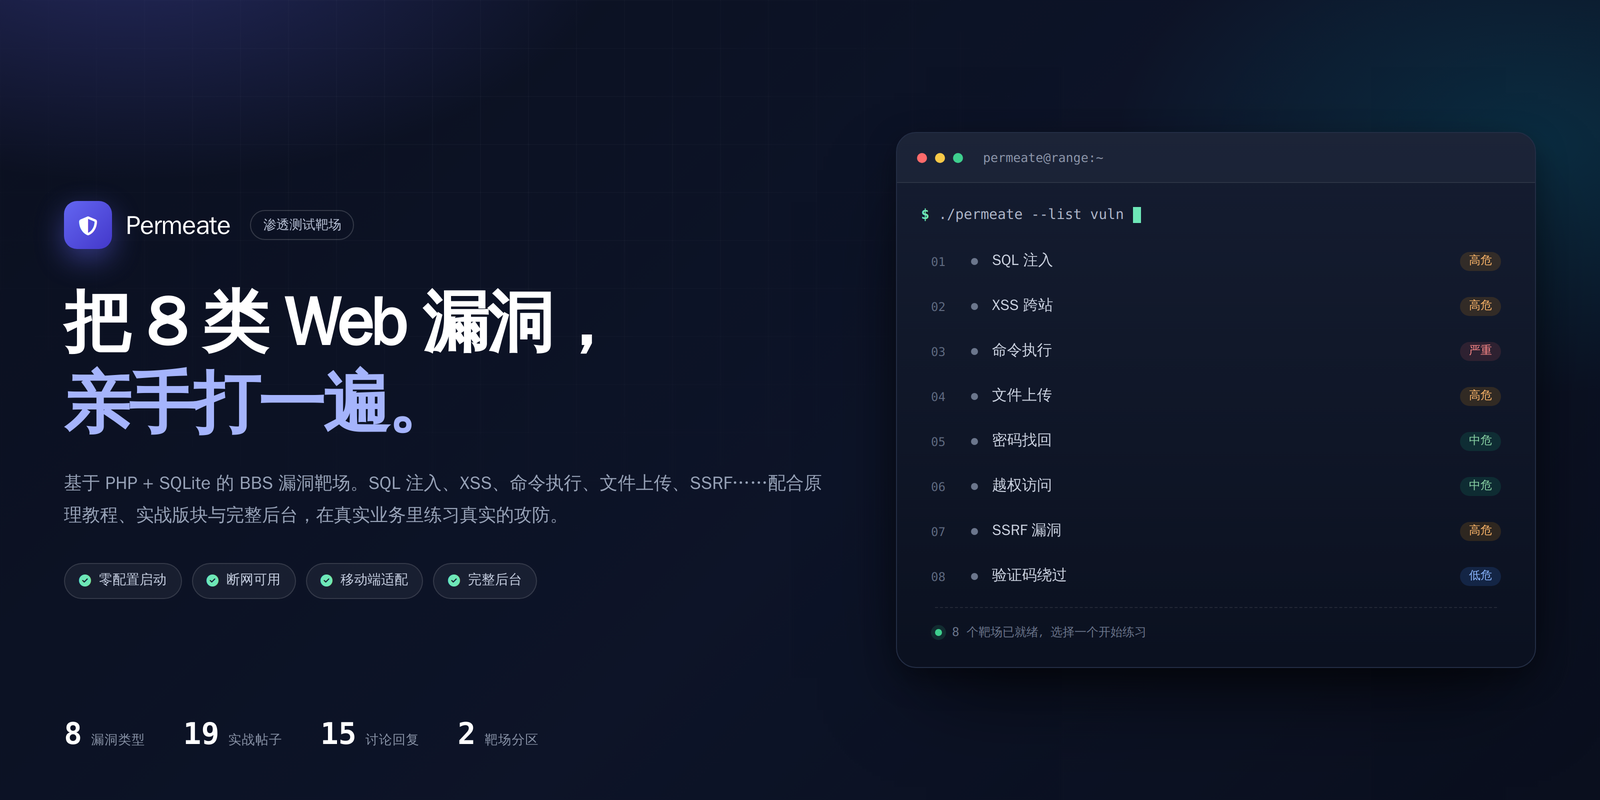 Permeate
渗透测试靶场
把 8 类 Web 漏洞，
亲手打一遍。
基于 PHP + SQLite 的 BBS 漏洞靶场。SQL 注入、XSS、命令执行、文件上传、SSRF……配合原
理教程、实战版块与完整后台，在真实业务里练习真实的攻防。
零配置启动
断网可用
移动端适配
完整后台
8 漏洞类型
19 实战帖子
15 讨论回复
2 靶场分区
permeate@range:~
$ ./permeate --list vuln
01 SQL 注入 高危
02 XSS 跨站 高危
03 命令执行 严重
04 文件上传 高危
05 密码找回 中危
06 越权访问 中危
07 SSRF 漏洞 高危
08 验证码绕过 低危
8 个靶场已就绪, 选择一个开始练习